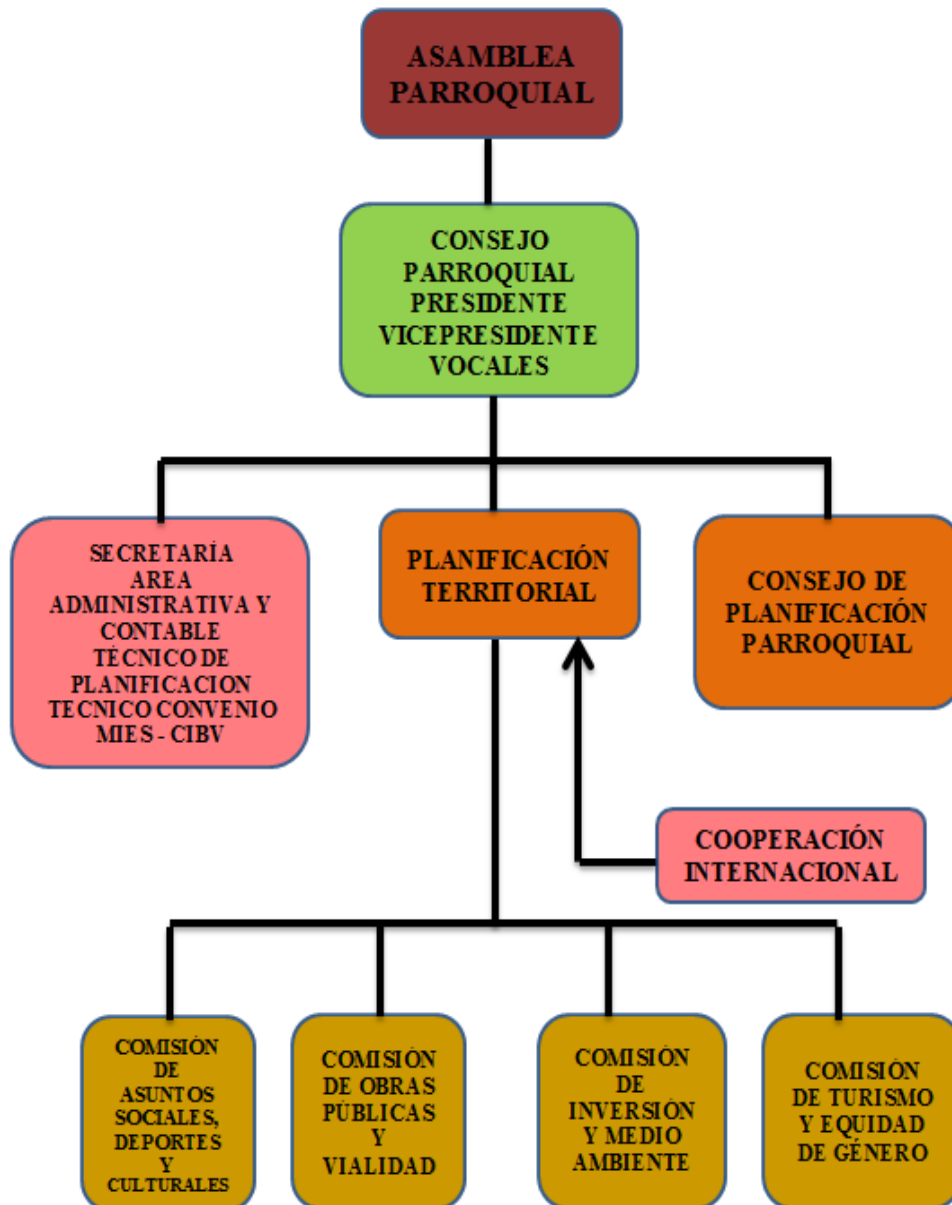 ASAMBLEA
PARROQUIAL
CONSEJO
PARROQUIAL
PRESIDENTE
VICEPRESIDENTE
VOCALES
SECRETARÍA
AREA
ADMINISTRATIVA Y
CONTABLE
TÉCNICO DE
PLANIFICACION
TECNICO CONVENIO
MIES - CIBV
PLANIFICACIÓN
TERRITORIAL
CONSEJO DE
PLANIFICACIÓN
PARROQUIAL
COOPERACIÓN
INTERNACIONAL
COMISIÓN
DE
ASUNTOS
SOCIALES,
DEPORTES
Y
CULTURALES
COMISIÓN
DE OBRAS
PÚBLICAS
Y
VIALIDAD
COMISIÓN
DE
INVERSIÓN
Y MEDIO
AMBIENTE
COMISIÓN
DE TURISMO
Y EQUIDAD
DE GÉNERO